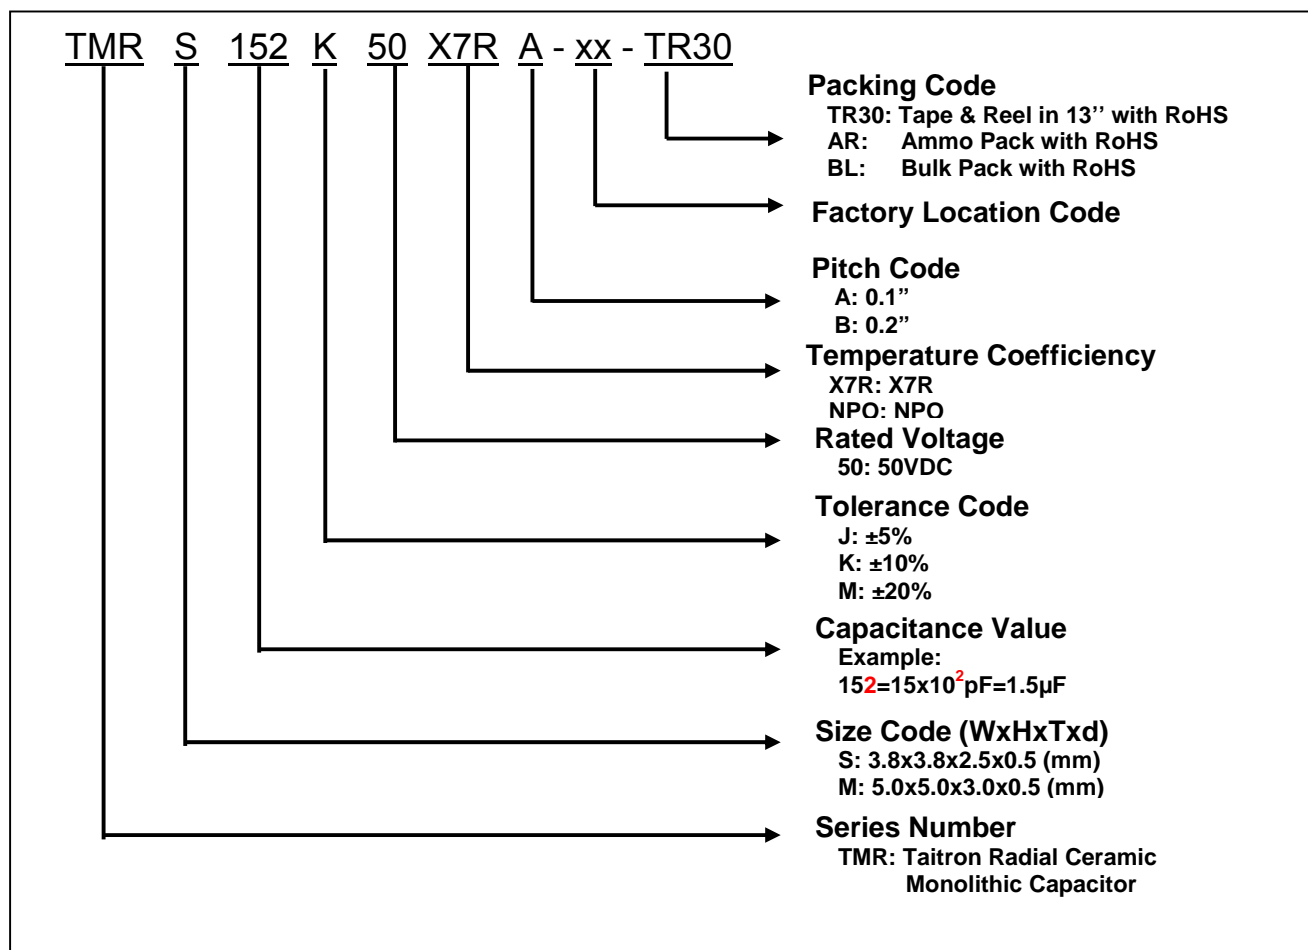 TMR S 152 K 50 X7R A - xx - TR30
Packing Code
TR30: Tape & Reel in 13’’ with RoHS
AR: Ammo Pack with RoHS
BL: Bulk Pack with RoHS
Factory Location Code
Pitch Code
A: 0.1”
B: 0.2”
Temperature Coefficiency
X7R: X7R
NPO: NPO
Rated Voltage
50: 50VDC
Tolerance Code
J: ±5%
K: ±10%
M: ±20%
Capacitance Value
Example:
152=15x10²pF=1.5µF
Size Code (WxHxTxd)
S: 3.8x3.8x2.5x0.5 (mm)
M: 5.0x5.0x3.0x0.5 (mm)
Series Number
TMR: Taitron Radial Ceramic
Monolithic Capacitor